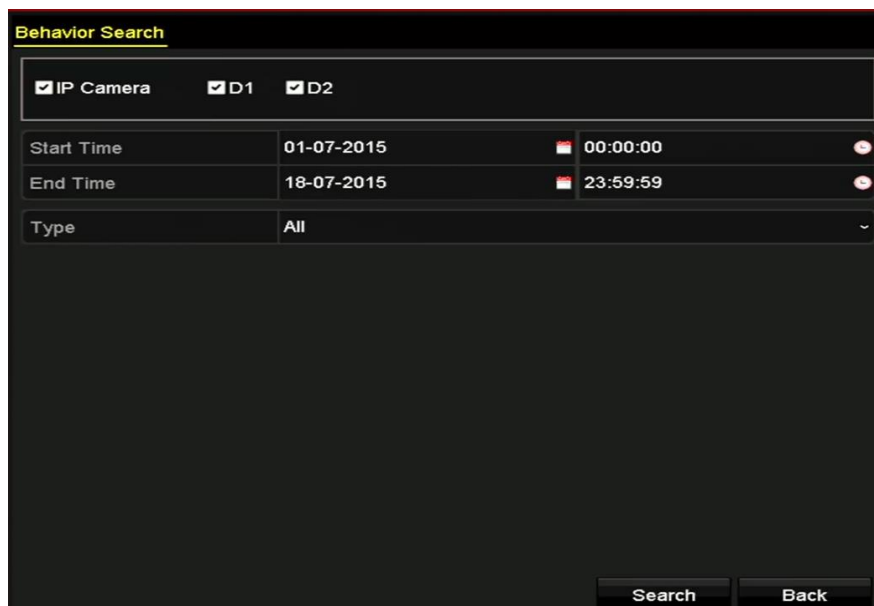 Behavior Search
IP Camera D1 D2
Start Time 01-07-2015 00:00:00
End Time 18-07-2015 23:59:59
Type All
Search Back